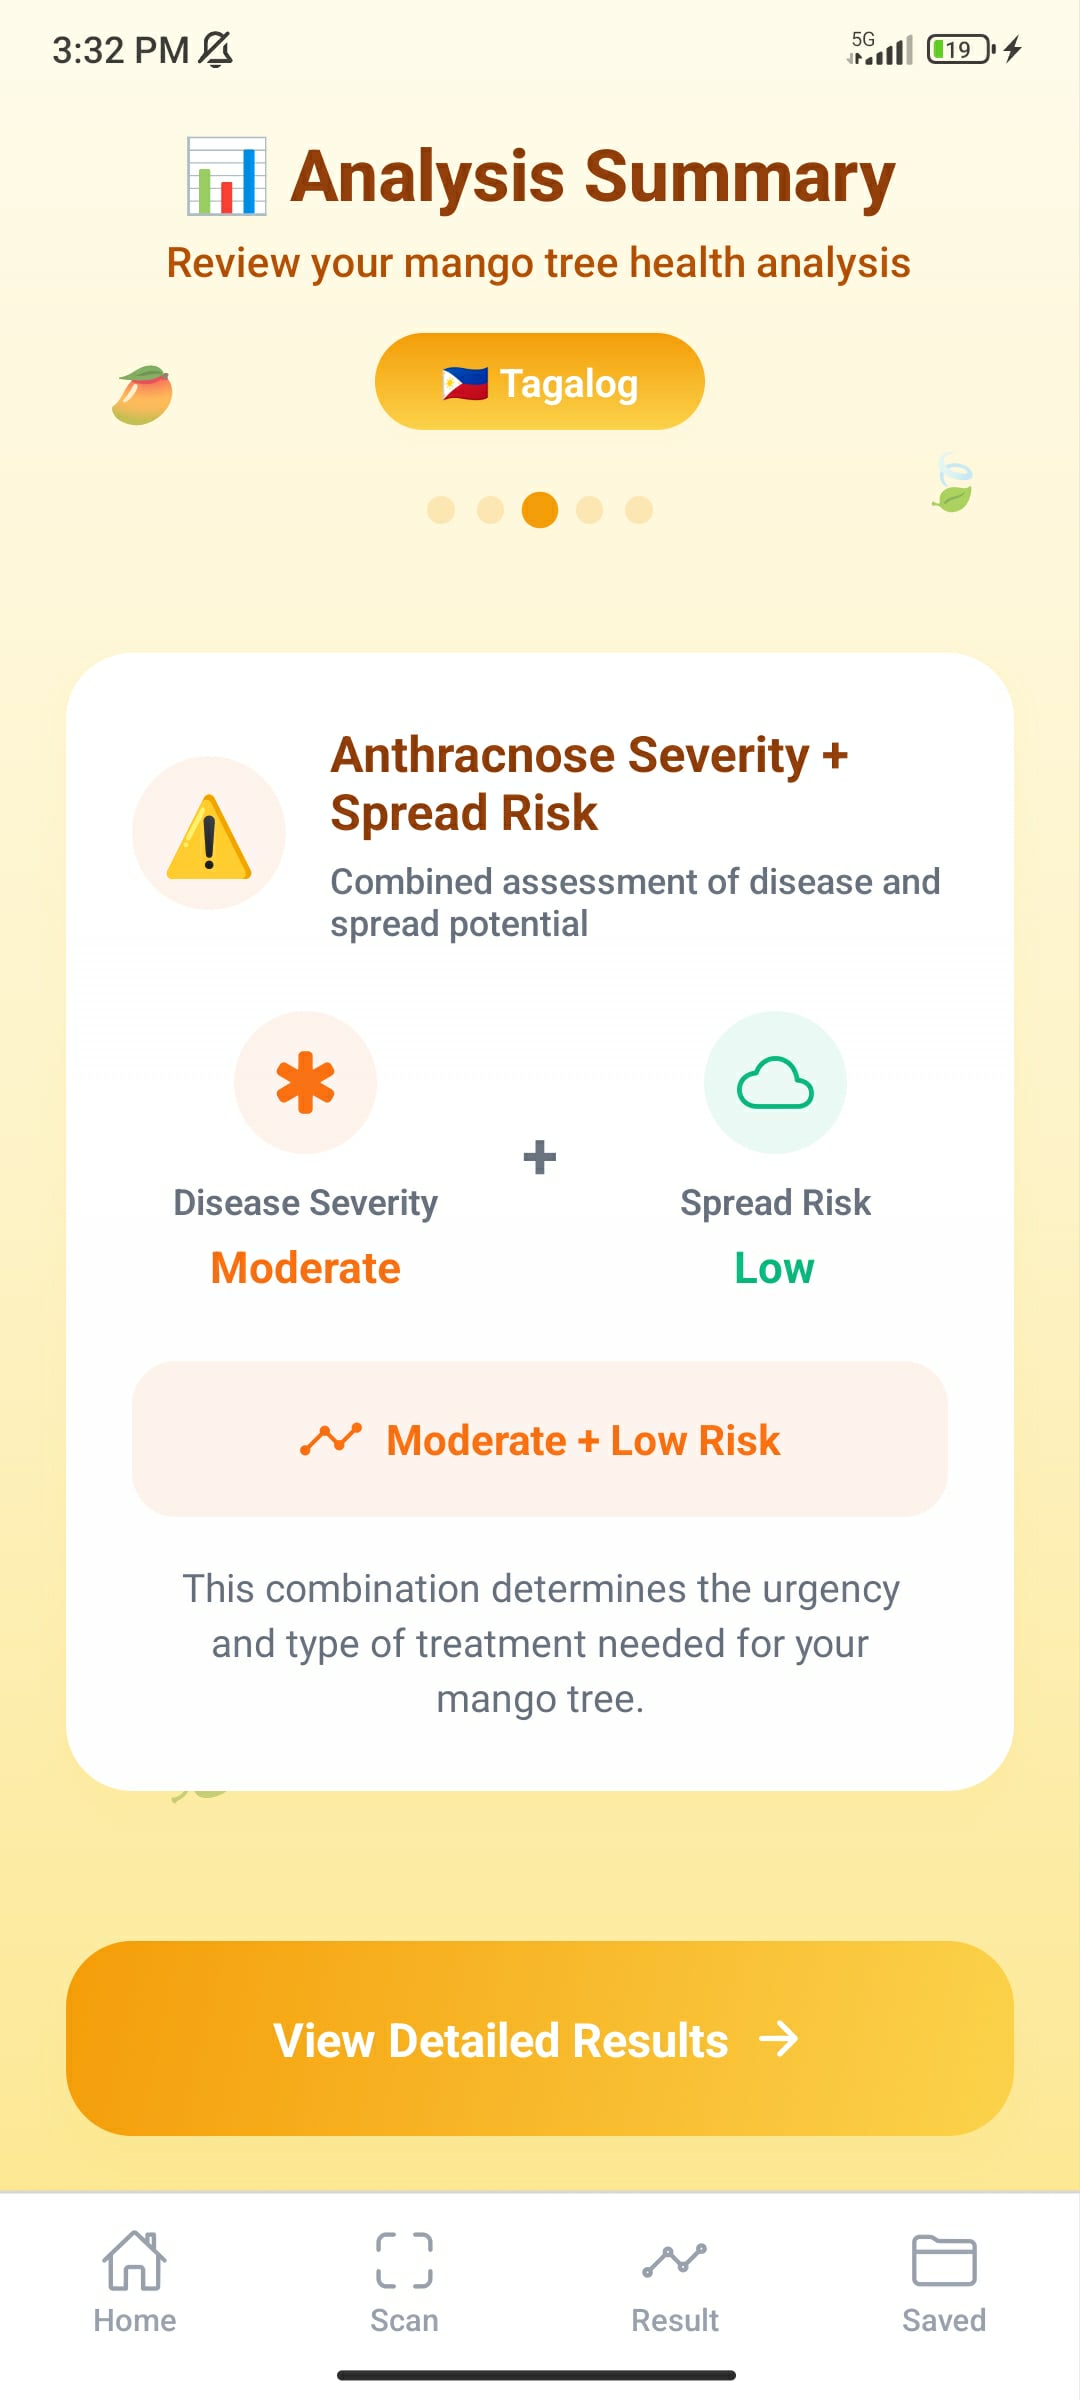 3:32 PM
5G
19
Analysis Summary
Review your mango tree health analysis
Tagalog
Anthracnose Severity +
Spread Risk
Combined assessment of disease and
spread potential
+
Disease Severity
Spread Risk
Moderate
Low
Moderate + Low Risk
This combination determines the urgency
and type of treatment needed for your
mango tree.
View Detailed Results →
Home
Scan
Result
Saved